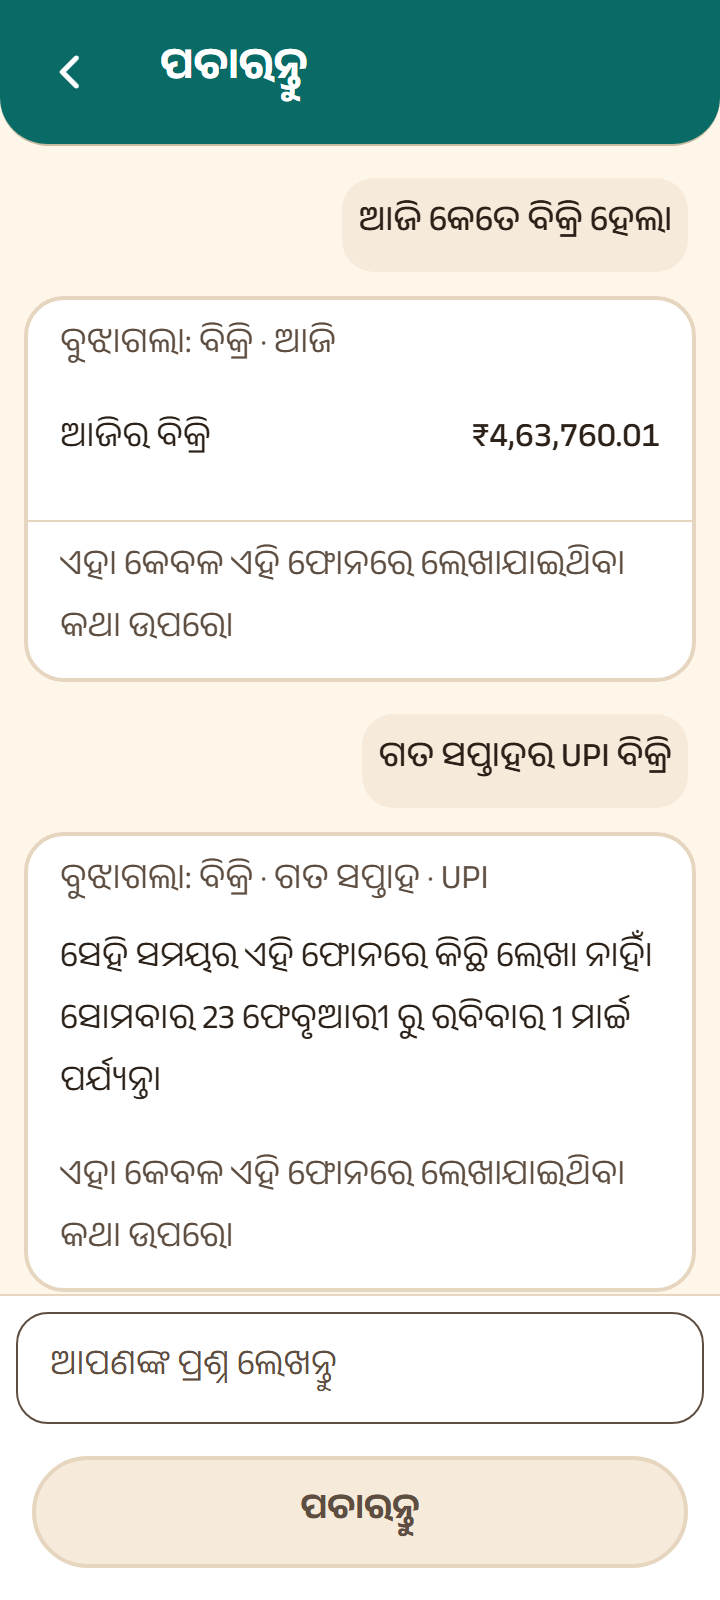 ପଚାରନ୍ତୁ
ଆଜି କେତେ ବିକ୍ରି ହେଲା
ବୁଝାଗଲା: ବିକ୍ରି · ଆଜି
ଆଜିର ବିକ୍ରି ₹4,63,760.01
ଏହା କେବଳ ଏହି ଫୋନରେ ଲେଖାଯାଇଥିବା
କଥା ଉପରେ।
ଗତ ସପ୍ତାହର UPI ବିକ୍ରି
ବୁଝାଗଲା: ବିକ୍ରି · ଗତ ସପ୍ତାହ · UPI
ସେହି ସମୟର ଏହି ଫୋନରେ କିଛି ଲେଖା ନାହିଁ।
ସୋମବାର 23 ଫେବୃଆରୀ ରୁ ରବିବାର 1 ମାର୍ଚ୍ଚ
ପର୍ଯ୍ୟନ୍ତ।
ଏହା କେବଳ ଏହି ଫୋନରେ ଲେଖାଯାଇଥିବା
କଥା ଉପରେ।
ଆପଣଙ୍କ ପ୍ରଶ୍ନ ଲେଖନ୍ତୁ
ପଚାରନ୍ତୁ